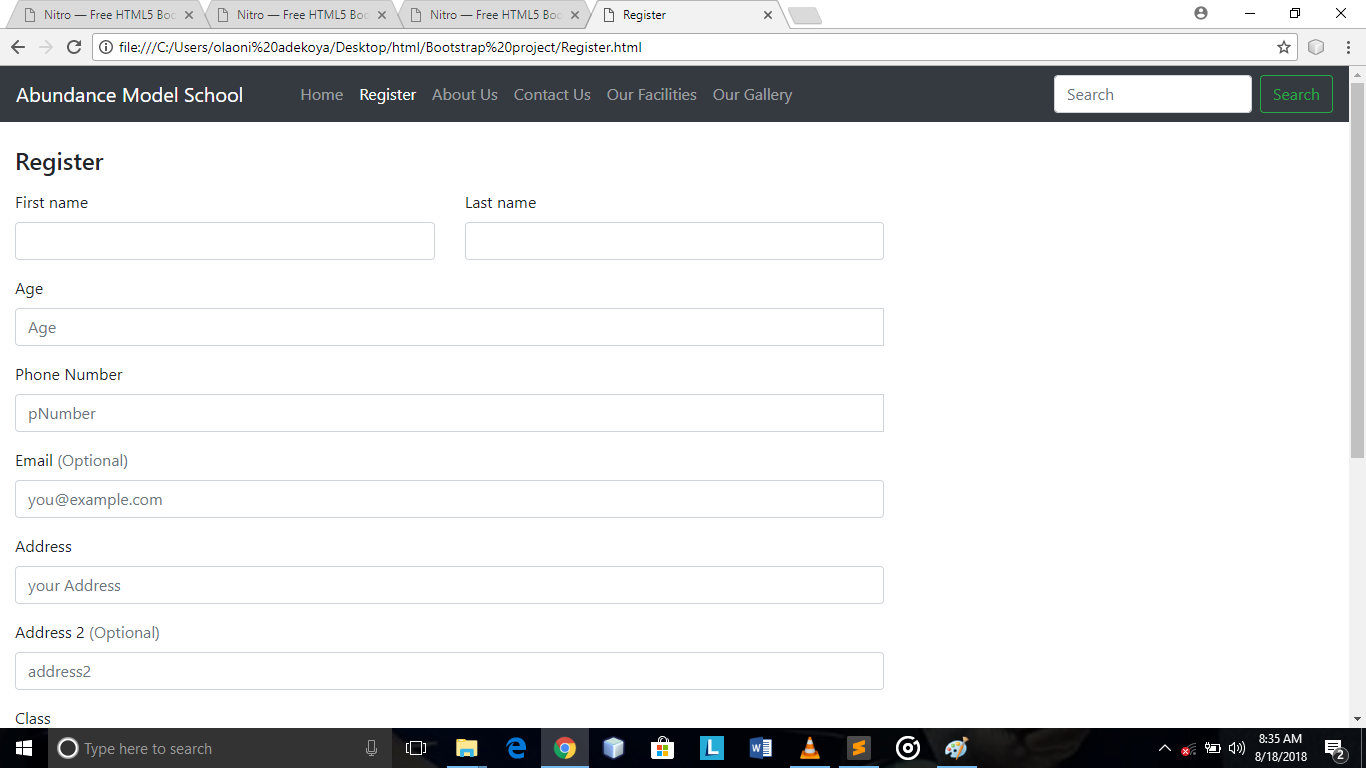 Nitro — Free HTML5 Boo Nitro — Free HTML5 Boo Nitro — Free HTML5 Boo Register
file:///C:/Users/olaoni%20adekoya/Desktop/html/Bootstrap%20project/Register.html
Abundance Model School Home Register About Us Contact Us Our Facilities Our Gallery Search Search
Register
First name Last name
Age
Age
Phone Number
pNumber
Email (Optional)
you@example.com
Address
your Address
Address 2 (Optional)
address2
Class
Type here to search
8:35 AM
8/18/2018
2